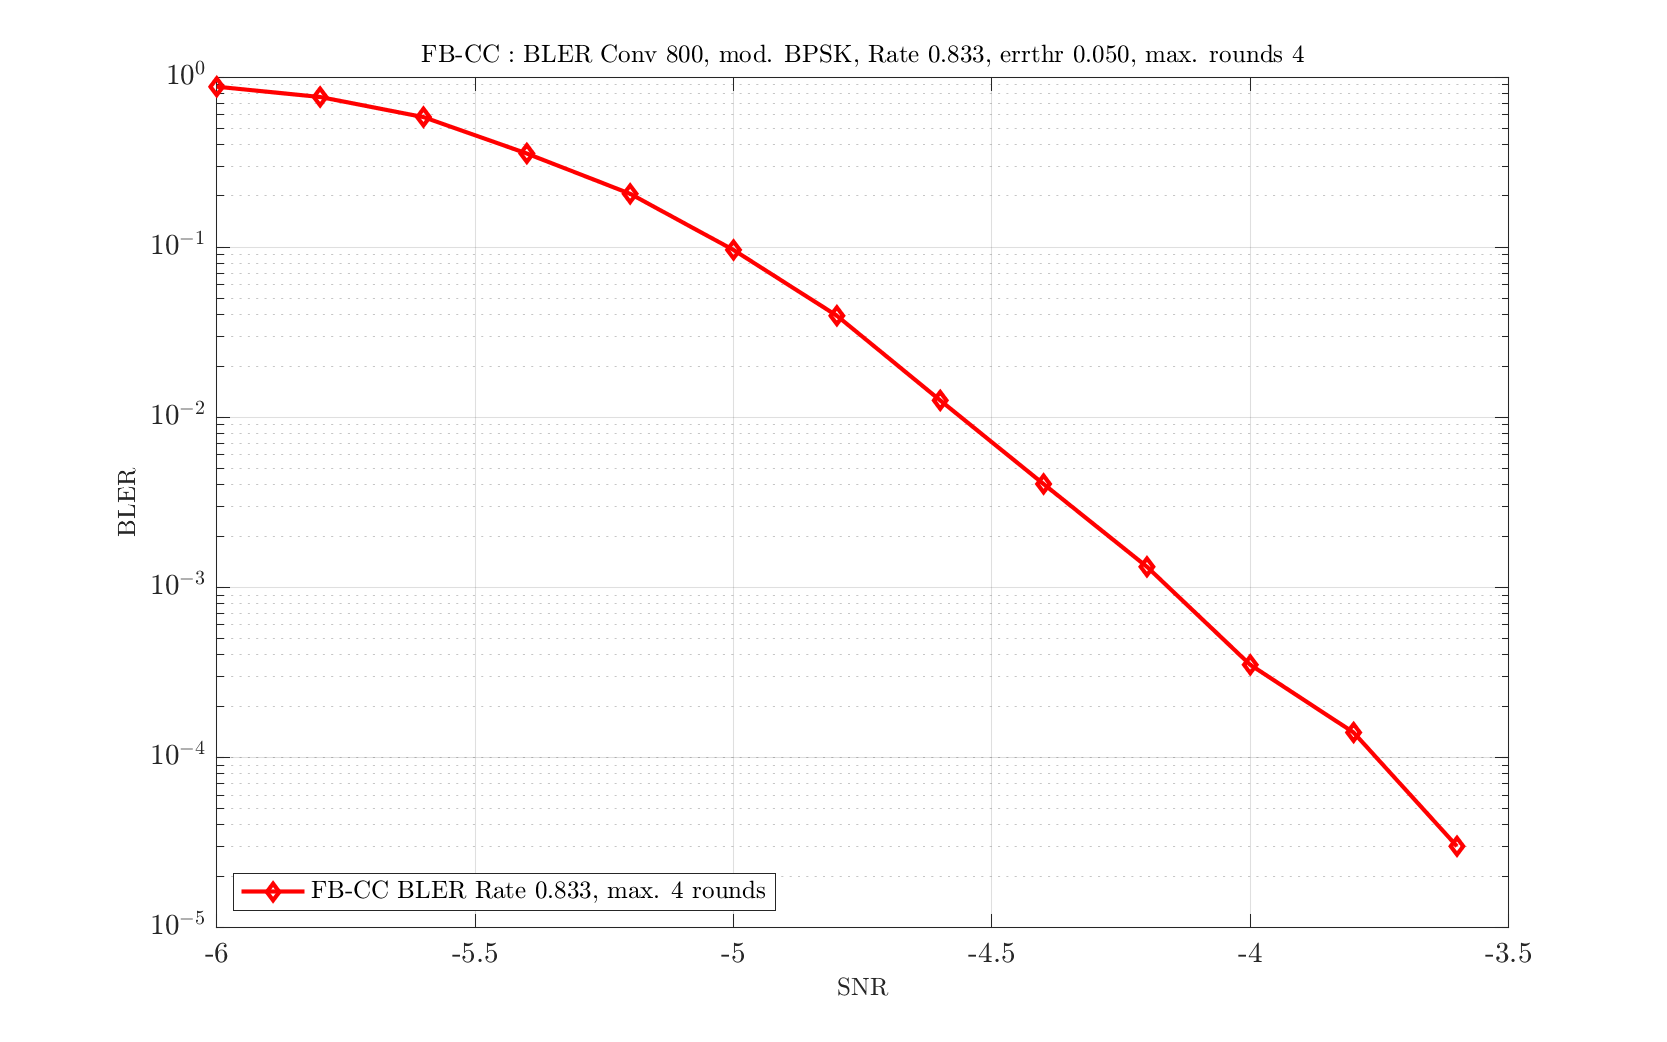 FB-CC : BLER Conv 800, mod. BPSK, Rate 0.833, errthr 0.050, max. rounds 4
10^0
10^-1
10^-2
10^-3
10^-4
10^-5
BLER
FB-CC BLER Rate 0.833, max. 4 rounds
-6 -5.5 -5 -4.5 -4 -3.5
SNR